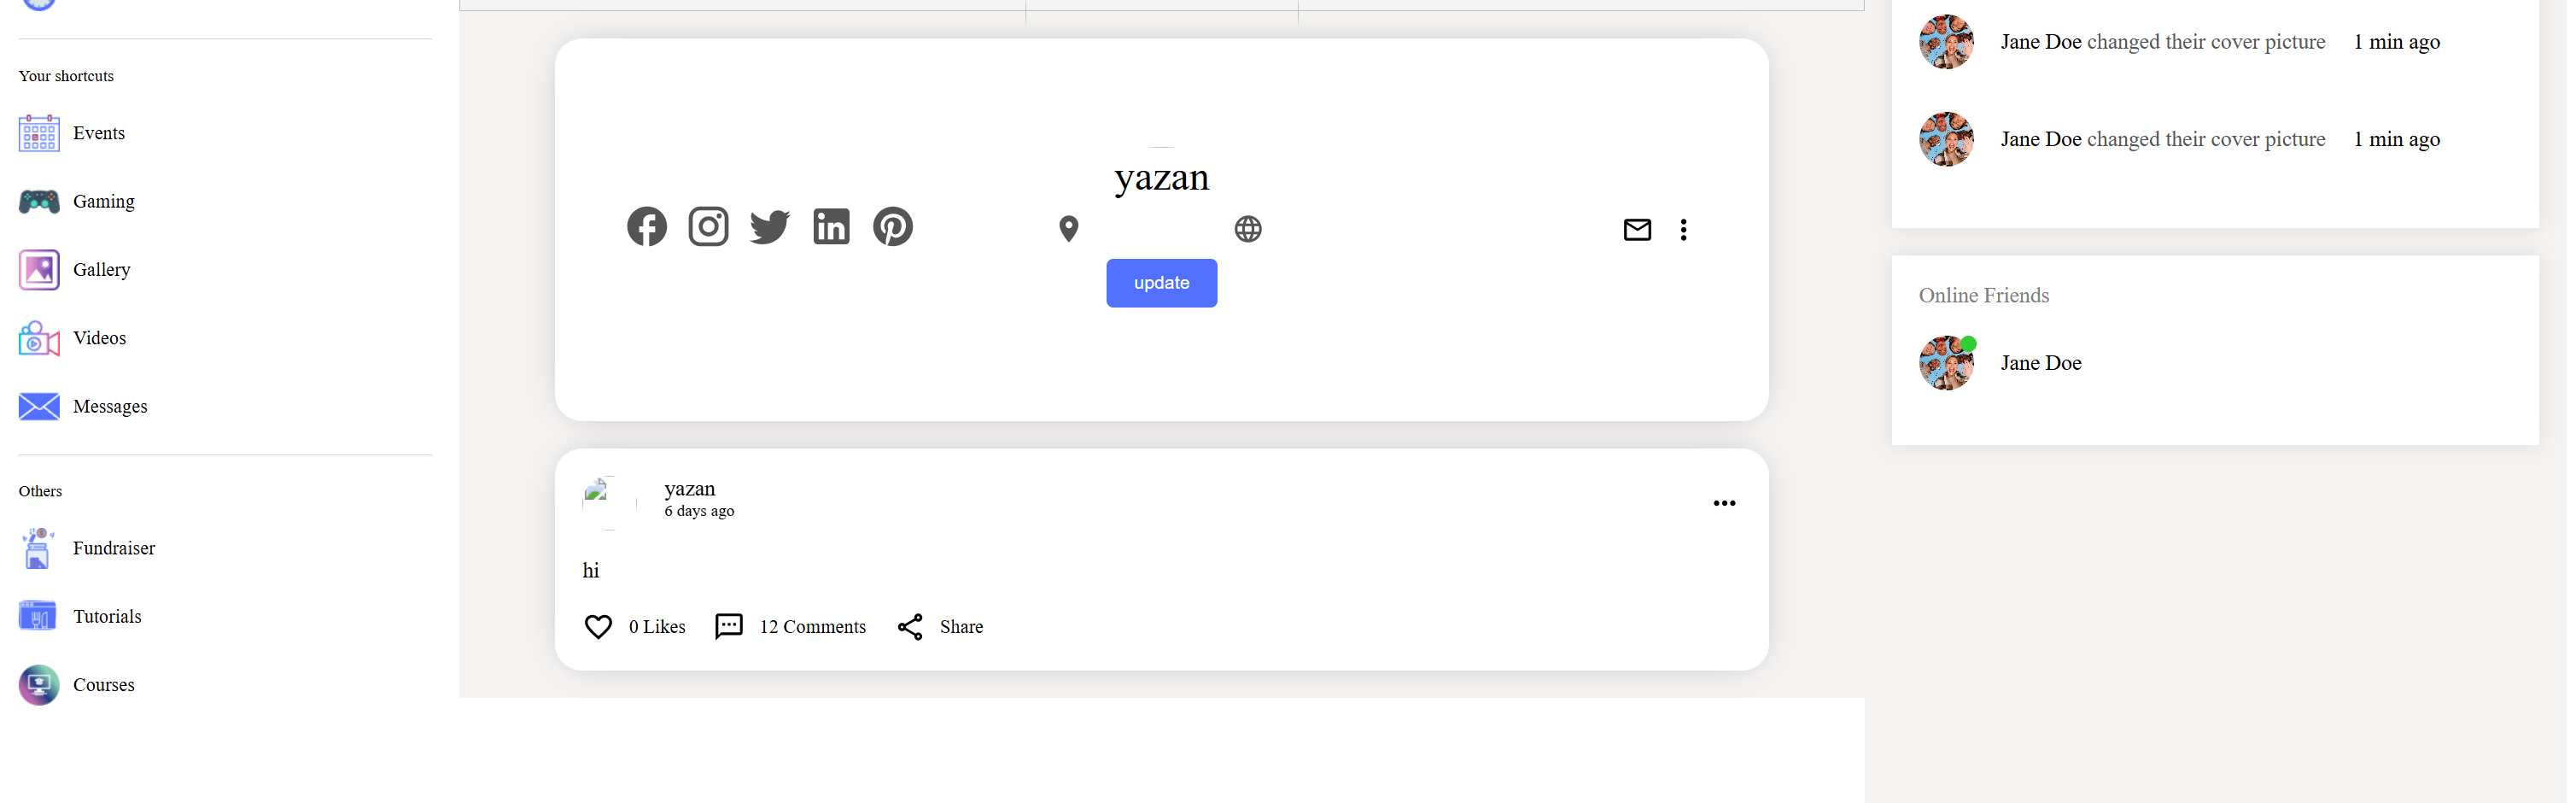 Your shortcuts
Events
Gaming
Gallery
Videos
Messages
Others
Fundraiser
Tutorials
Courses
yazan
update
yazan
6 days ago
hi
0 Likes 12 Comments Share
Jane Doe changed their cover picture 1 min ago
Jane Doe changed their cover picture 1 min ago
Online Friends
Jane Doe